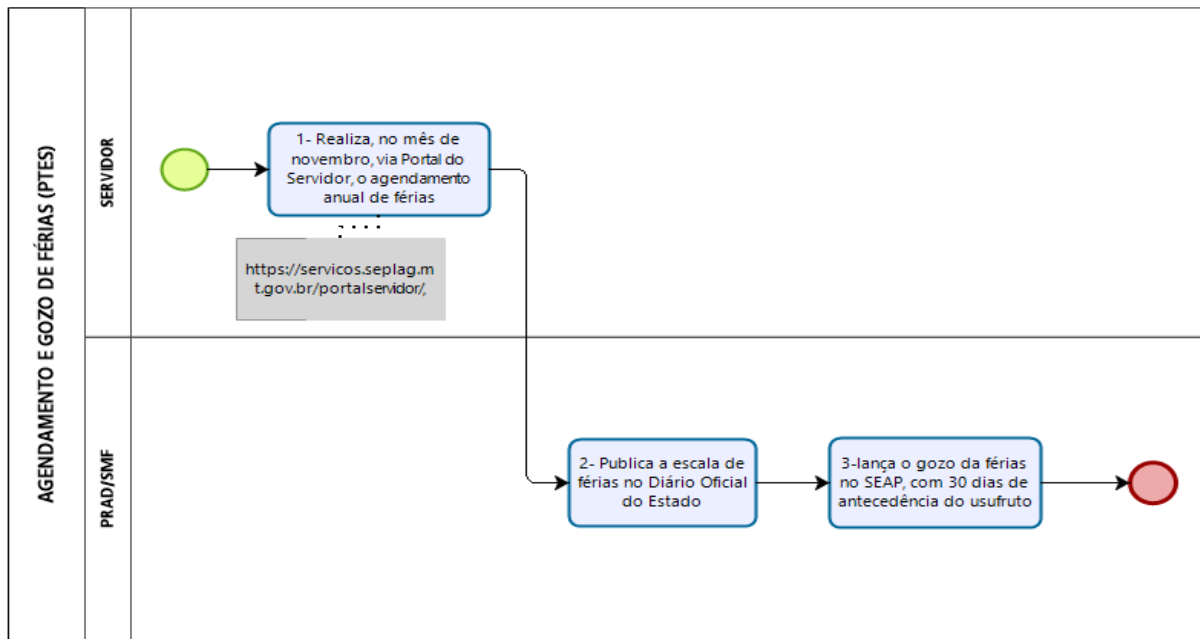 AGENDAMENTO E GOZO DE FÉRIAS (PTES)
SERVIDOR
1- Realiza, no mês de
novembro, via Portal do
Servidor, o agendamento
anual de férias
https://servicos.seplag.m
t.gov.br/portalservidor/,
PRAD/SMF
2- Publica a escala de
férias no Diário Oficial
do Estado
3-lança o gozo da férias
no SEAP, com 30 dias de
antecedência do usufruto